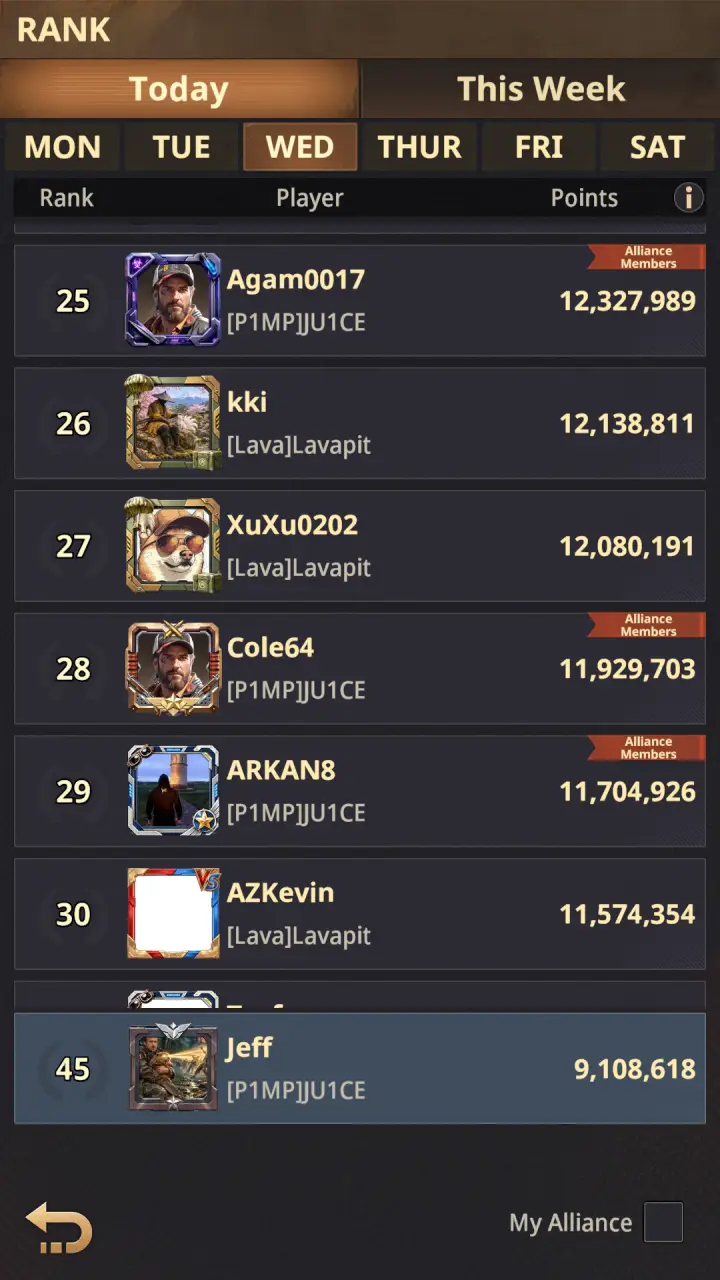 RANK
Today
This Week
MON
TUE
WED
THUR
FRI
SAT
Rank
Player
Points
Alliance
Members
25
Agam0017
[P1MP]JU1CE
12,327,989
26
kki
[Lava]Lavapit
12,138,811
27
XuXu0202
[Lava]Lavapit
12,080,191
Alliance
Members
28
Cole64
[P1MP]JU1CE
11,929,703
Alliance
Members
29
ARKAN8
[P1MP]JU1CE
11,704,926
30
VS
AZKevin
[Lava]Lavapit
11,574,354
45
Jeff
[P1MP]JU1CE
9,108,618
My Alliance